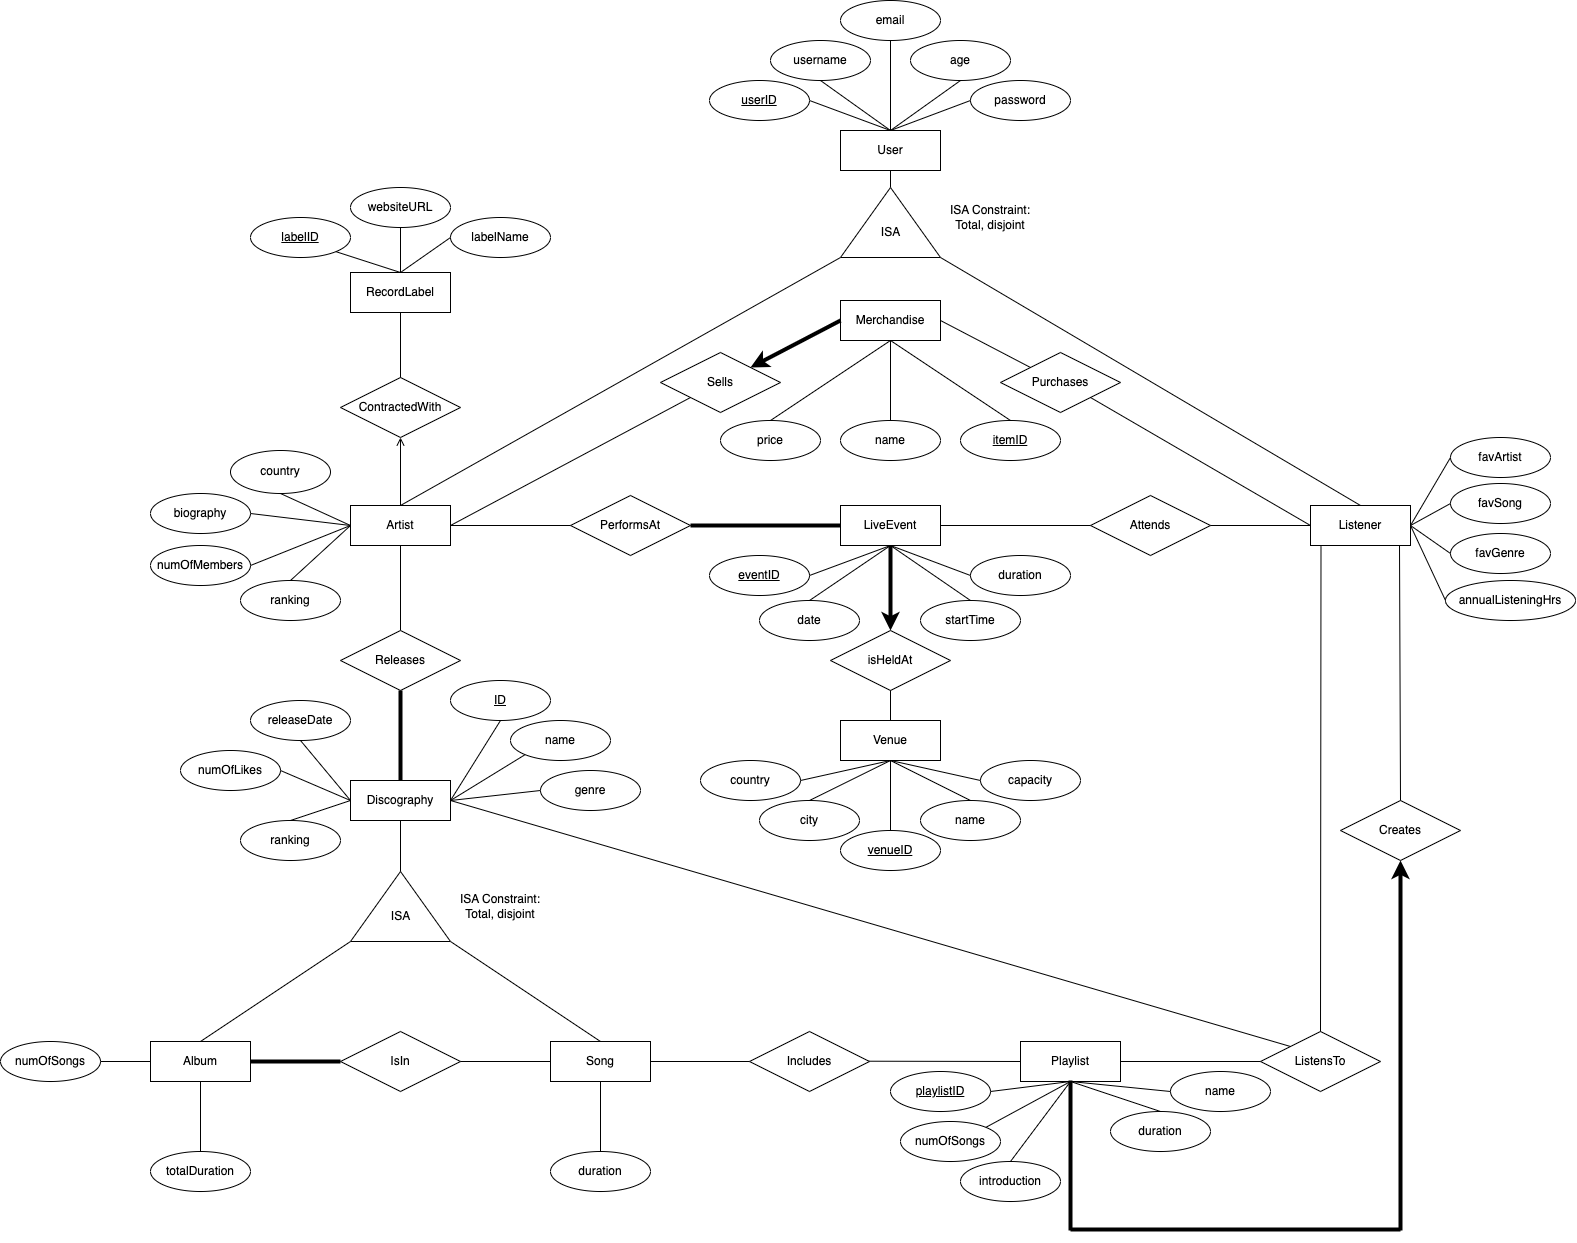 email
username
age
userID
password
User
ISA Constraint:
Total, disjoint
ISA
websiteURL
labelID
labelName
RecordLabel
Merchandise
Sells
Purchases
ContractedWith
price
name
itemID
country
biography
numOfMembers
ranking
Artist
PerformsAt
LiveEvent
Attends
Listener
favArtist
favSong
favGenre
annualListeningHrs
eventID
duration
date
startTime
Releases
isHeldAt
releaseDate
ID
name
numOfLikes
genre
ranking
Discography
Venue
country
capacity
city
name
venueID
Creates
ISA
ISA Constraint:
Total, disjoint
numOfSongs
Album
IsIn
Song
Includes
Playlist
ListensTo
playlistID
name
numOfSongs
duration
introduction
totalDuration
duration